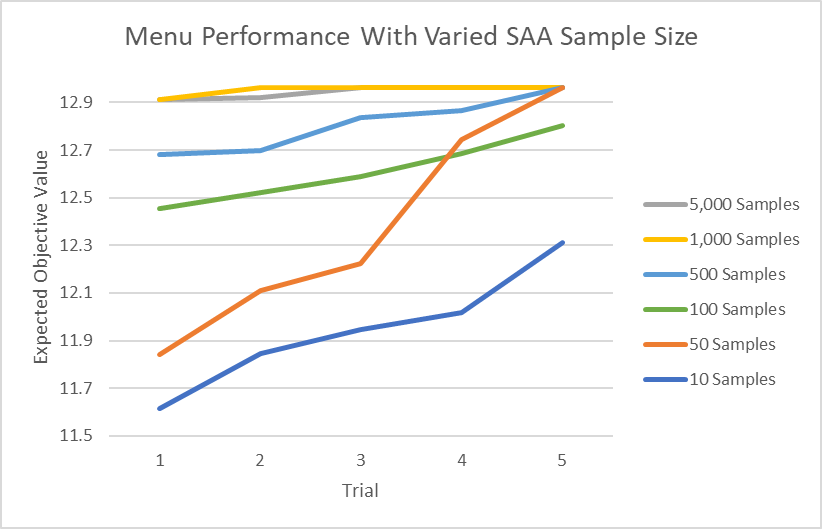 Menu Performance With Varied SAA Sample Size
Expected Objective Value
12.9
12.7
12.5
12.3
12.1
11.9
11.7
11.5
1 2 3 4 5
Trial
5,000 Samples
1,000 Samples
500 Samples
100 Samples
50 Samples
10 Samples